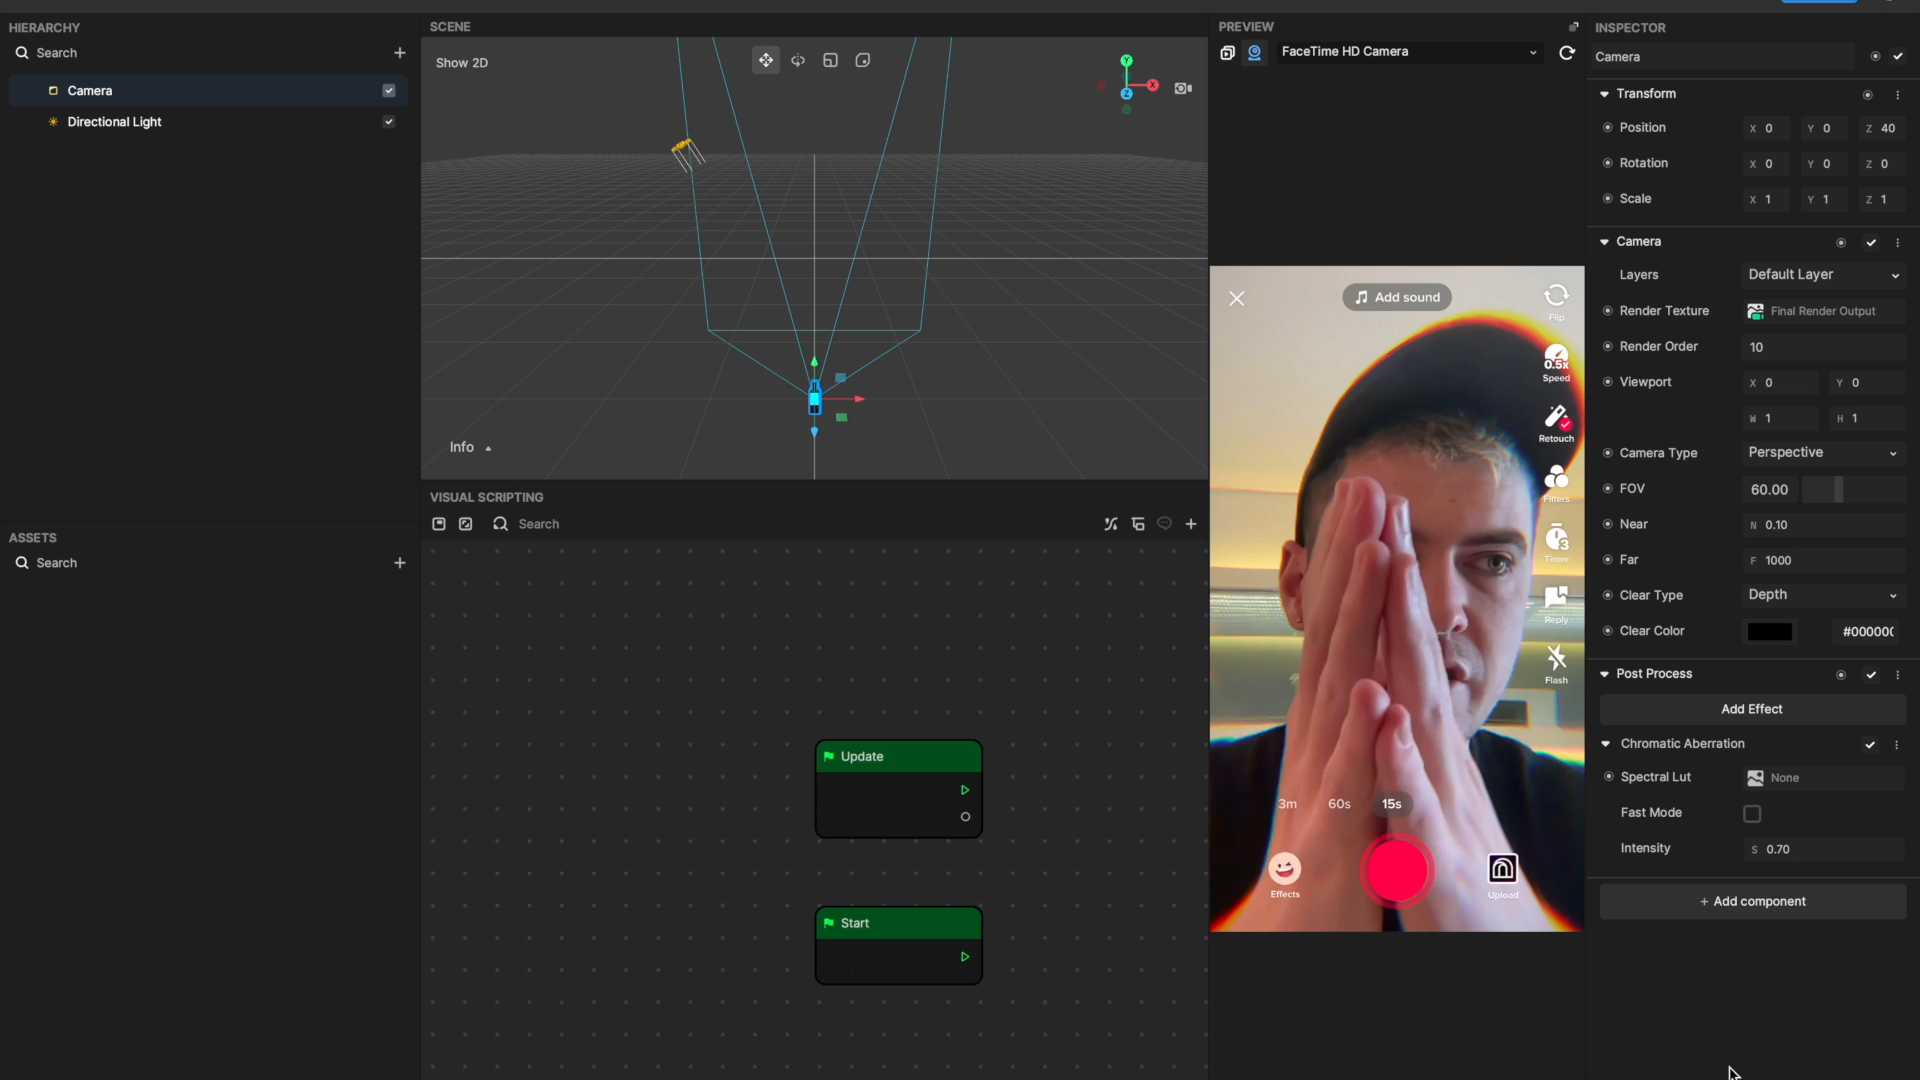 HIERARCHY
Search
Camera
Directional Light
ASSETS
Search
SCENE
Show 2D
Y
X
Z
Info
VISUAL SCRIPTING
Search
Update
Start
PREVIEW
FaceTime HD Camera
Add sound
Flip
0.5x
Speed
Retouch
Filters
3
Timer
Reply
Flash
3m 60s 15s
Effects
Upload
INSPECTOR
Camera
Transform
Position X 0 Y 0 Z 40
Rotation X 0 Y 0 Z 0
Scale X 1 Y 1 Z 1
Camera
Layers Default Layer
Render Texture Final Render Output
Render Order 10
Viewport X 0 Y 0
W 1 H 1
Camera Type Perspective
FOV 60.00
Near N 0.10
Far F 1000
Clear Type Depth
Clear Color #00000(
Post Process
Add Effect
Chromatic Aberration
Spectral Lut None
Fast Mode
Intensity S 0.70
+ Add component